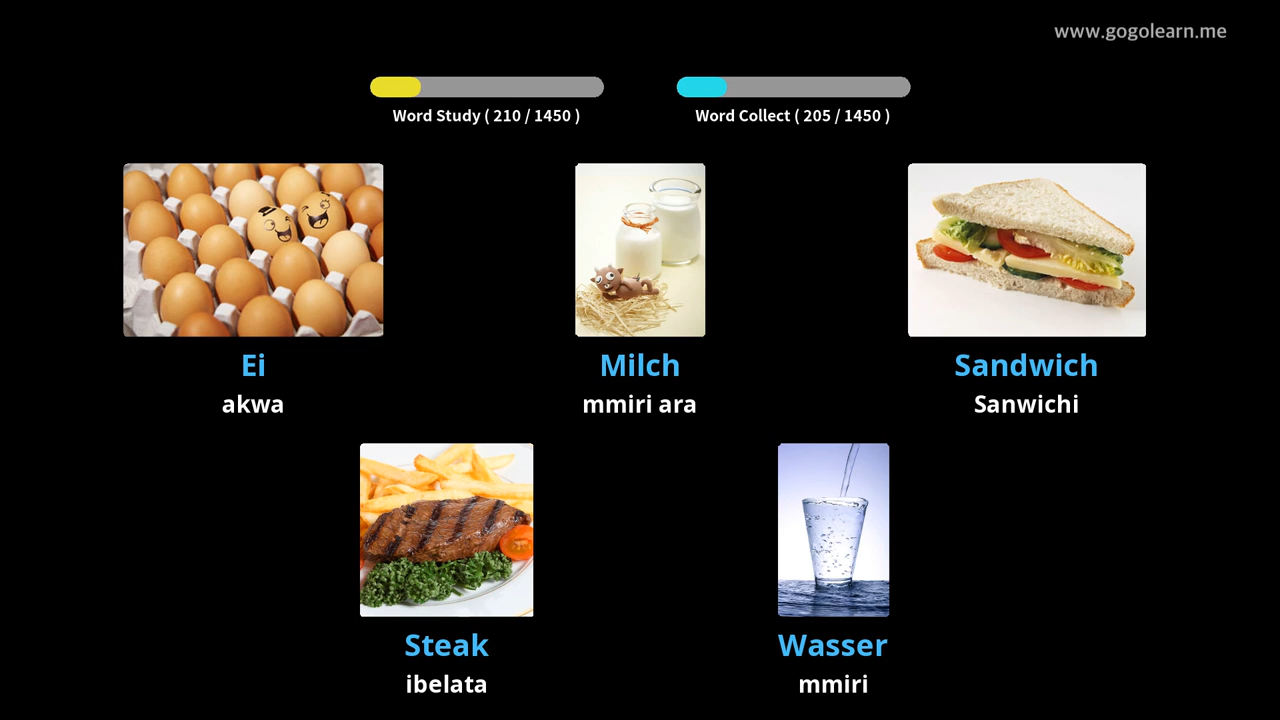 www.gogolearn.me
Word Study ( 210 / 1450 )
Word Collect ( 205 / 1450 )
Ei
akwa
Milch
mmiri ara
Sandwich
Sanwichi
Steak
ibelata
Wasser
mmiri